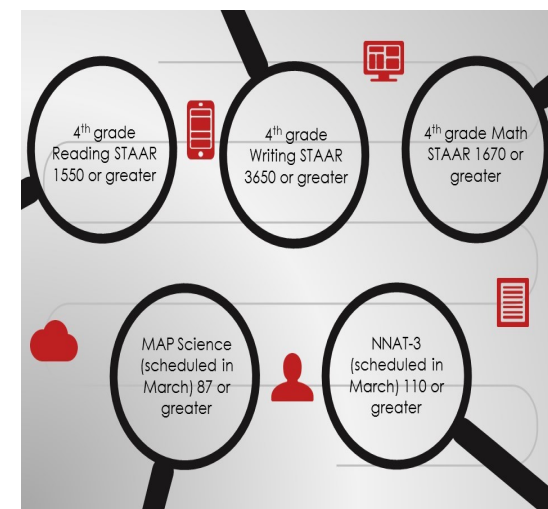 4th grade
Reading STAAR
1550 or greater
4th grade
Writing STAAR
3650 or greater
4th grade Math
STAAR 1670 or
greater
MAP Science
(scheduled in
March) 87 or
greater
NNAT-3
(scheduled in
March) 110 or
greater